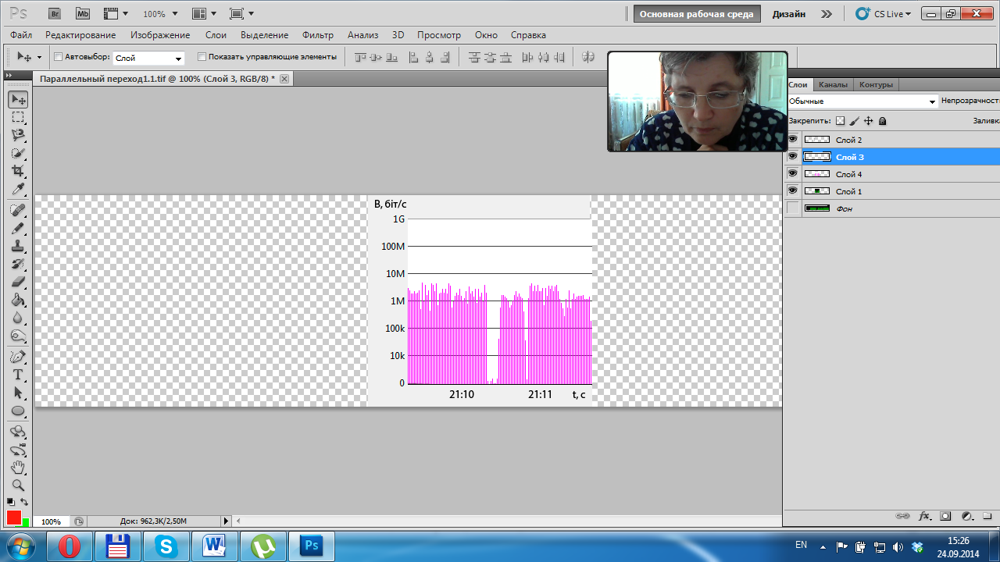 Ps Br Mb 100% Основная рабочая среда Дизайн CS Live
Файл Редактирование Изображение Слои Выделение Фильтр Анализ 3D Просмотр Окно Справка
Автовыбор: Слой Показать управляющие элементы
Параллельный переход1.1.tif @ 100% (Слой 3, RGB/8) *
Слои Каналы Контуры
Обычные Непрозрачност
Закрепить: Заливк
Слой 2
Слой 3
Слой 4
Слой 1
Фон
В, біт/с
1G
100M
10M
1M
100k
10k
0
21:10 21:11 t, с
100% Док: 962,3K/2,50M
EN 15:26
24.09.2014